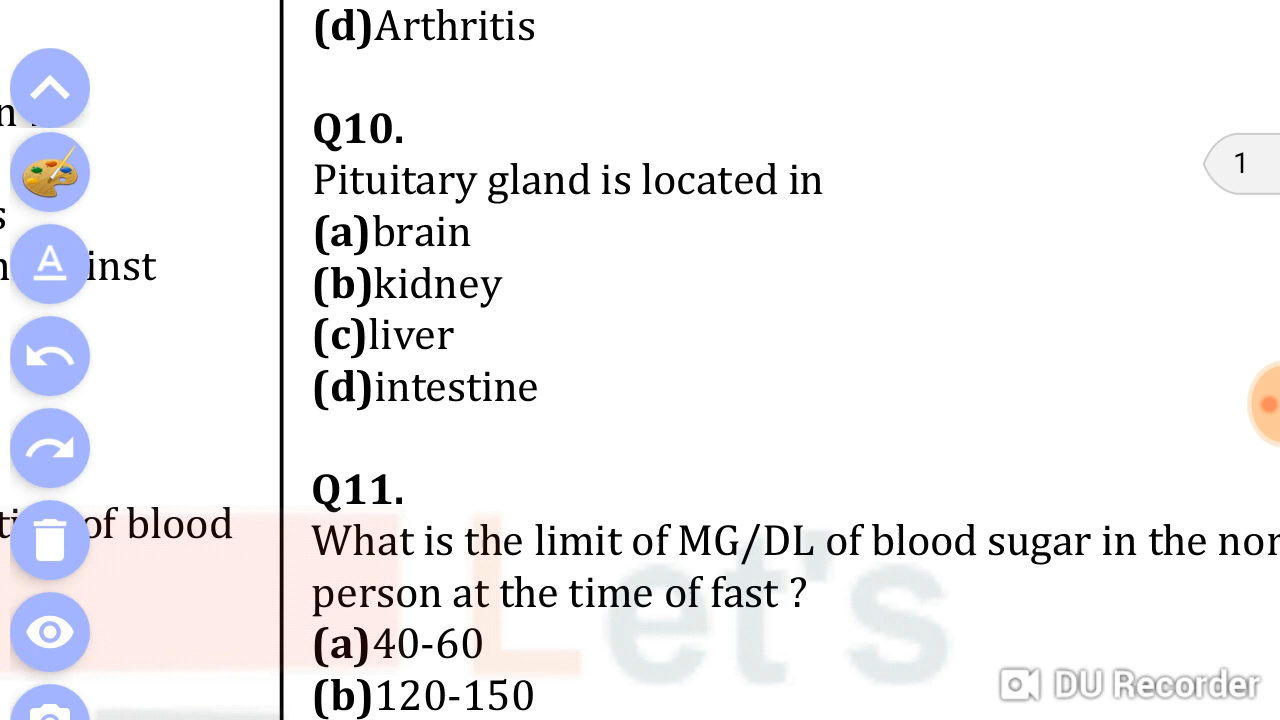 inst
of blood
(d)Arthritis
Q10.
Pituitary gland is located in
(a)brain
(b)kidney
(c)liver
(d)intestine
Q11.
What is the limit of MG/DL of blood sugar in the
person at the time of fast ?
(a)40-60
(b)120-150
Let's
1
A
DU Recorder